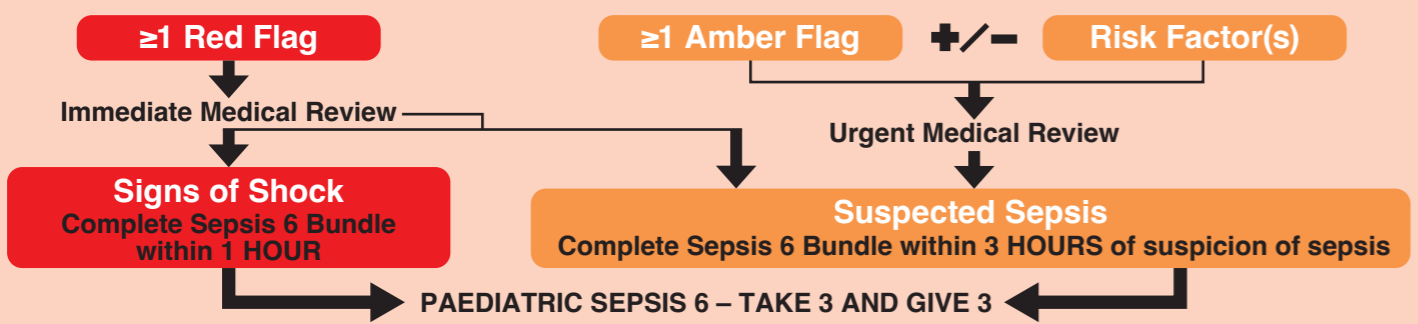 ≥1 Red Flag
≥1 Amber Flag
+/–
Risk Factor(s)
Immediate Medical Review
Urgent Medical Review
Signs of Shock
Complete Sepsis 6 Bundle
within 1 HOUR
Suspected Sepsis
Complete Sepsis 6 Bundle within 3 HOURS of suspicion of sepsis
PAEDIATRIC SEPSIS 6 – TAKE 3 AND GIVE 3